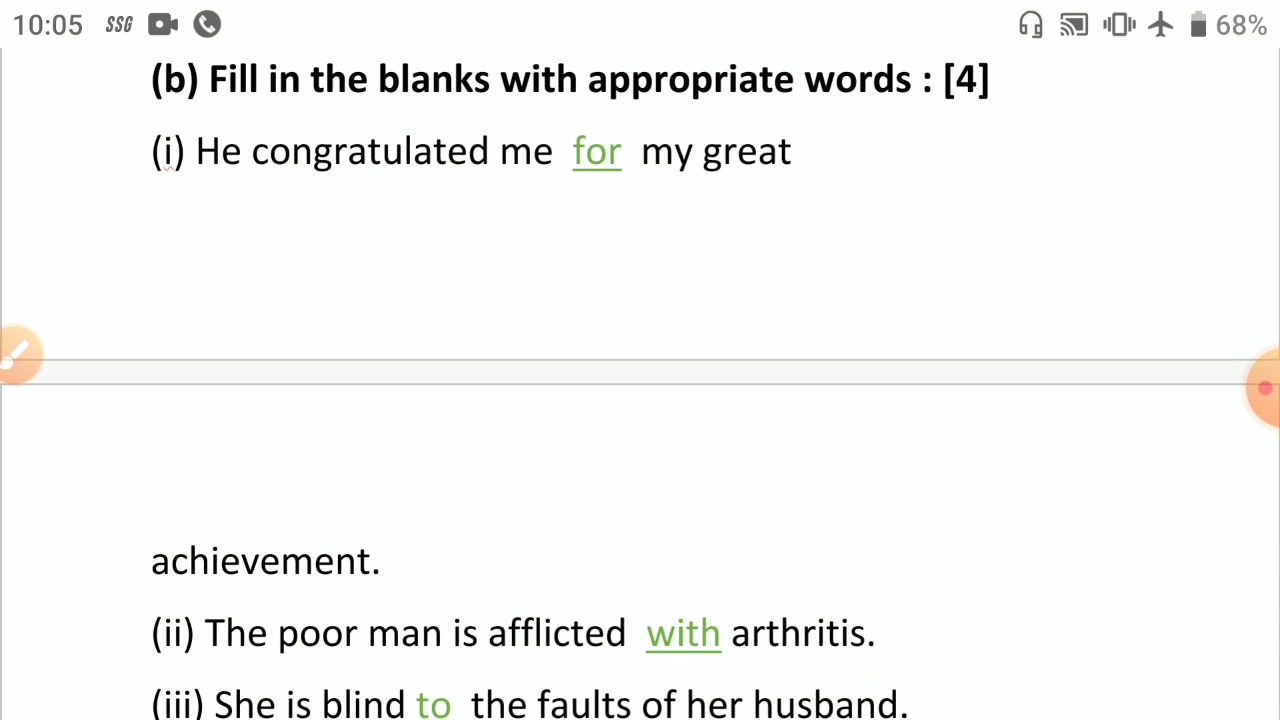 10:05 SSG 68%
(b) Fill in the blanks with appropriate words : [4]
(i) He congratulated me for my great
achievement.
(ii) The poor man is afflicted with arthritis.
(iii) She is blind to the faults of her husband.